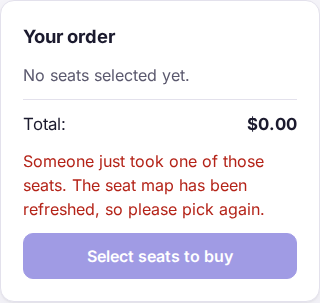 Your order
No seats selected yet.
Total: $0.00
Someone just took one of those
seats. The seat map has been
refreshed, so please pick again.
Select seats to buy